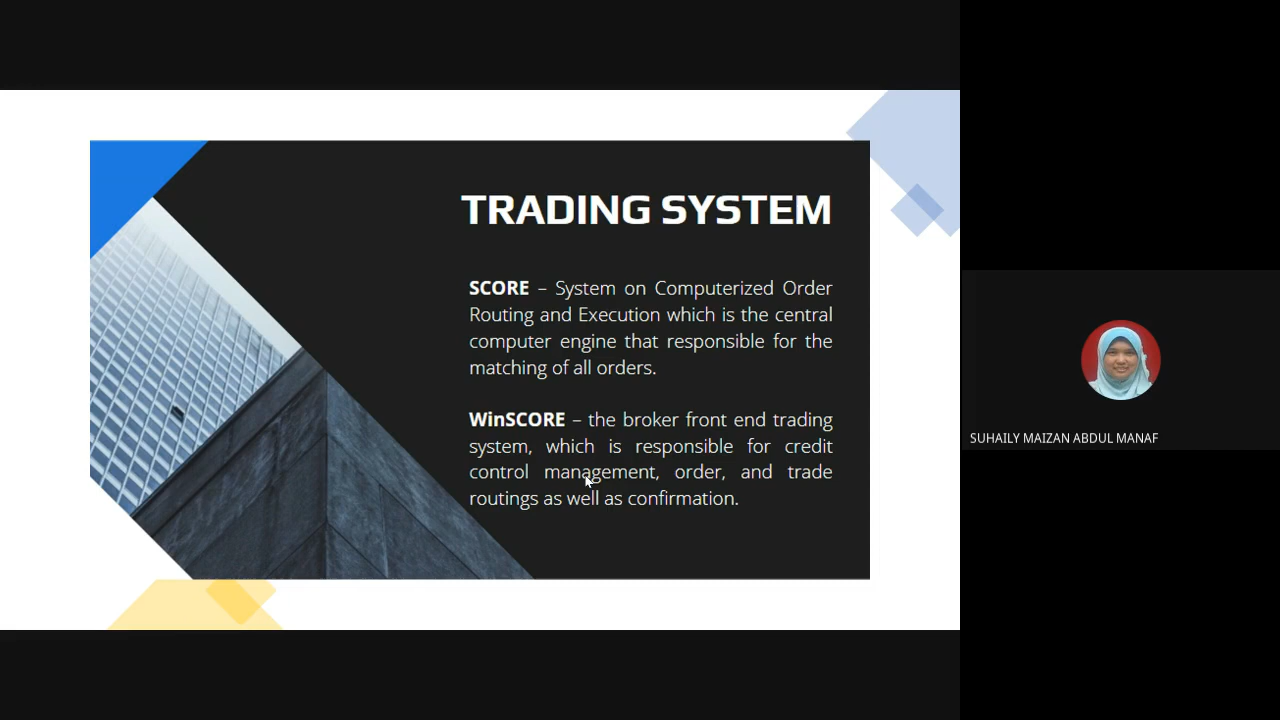 TRADING SYSTEM
SCORE – System on Computerized Order
Routing and Execution which is the central
computer engine that responsible for the
matching of all orders.
WinSCORE – the broker front end trading
system, which is responsible for credit
control management, order, and trade
routings as well as confirmation.
SUHAILY MAIZAN ABDUL MANAF